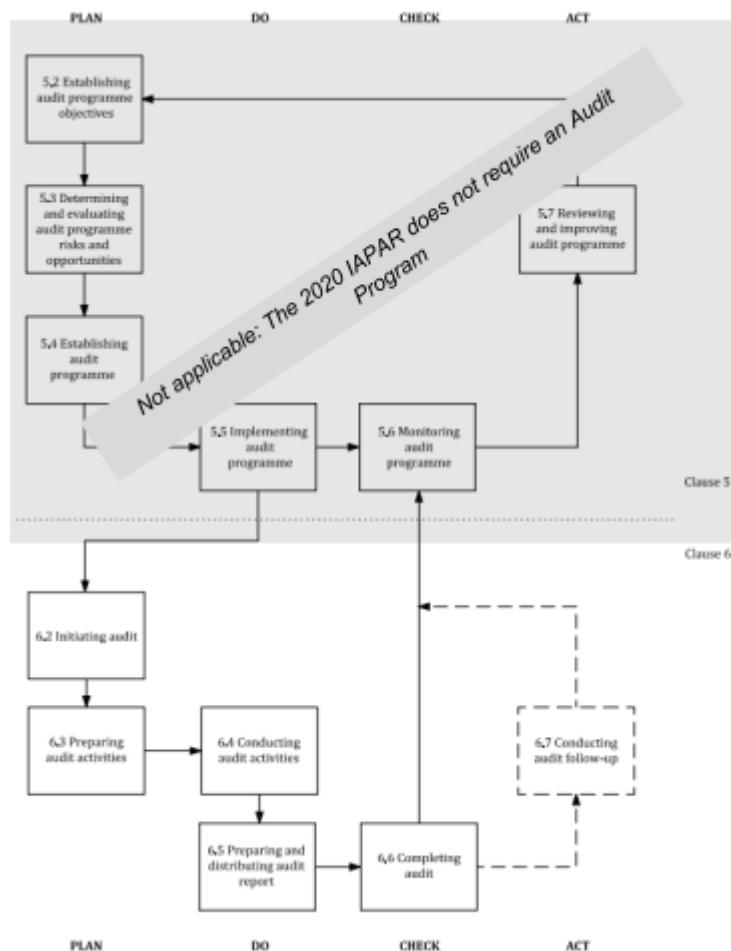 PLAN DO CHECK ACT
5.2 Establishing
audit programme
objectives
5.3 Determining
and evaluating
audit programme
risks and
opportunities
5.7 Reviewing
and improving
audit programme
Not applicable: The 2020 IAPAR does not require an Audit
Program
5.4 Establishing
audit
programme
5.5 Implementing
audit
programme
5.6 Monitoring
audit
programme
Clause 5
Clause 6
6.2 Initiating audit
6.3 Preparing
audit activities
6.4 Conducting
audit activities
6.7 Conducting
audit follow-up
6.5 Preparing and
distributing audit
report
6.6 Completing
audit
PLAN DO CHECK ACT